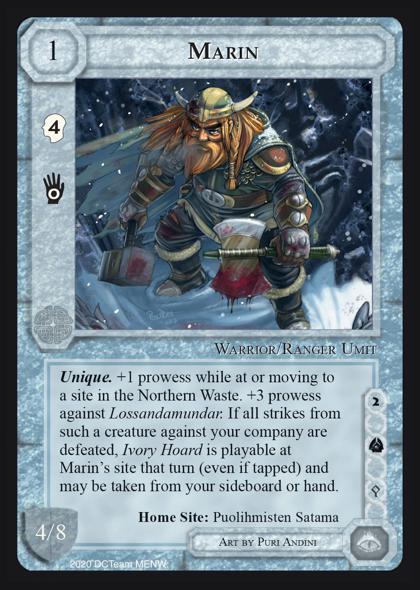 1
Marin
4
0
Warrior/Ranger Umit
Unique. +1 prowess while at or moving to
a site in the Northern Waste. +3 prowess
against Lossandamundar. If all strikes from
such a creature against your company are
defeated, Ivory Hoard is playable at
Marin's site that turn (even if tapped) and
may be taken from your sideboard or hand.
2
Home Site: Puolihmisten Satama
4/8
Art by Puri Andini
2020 DCTeam MENW